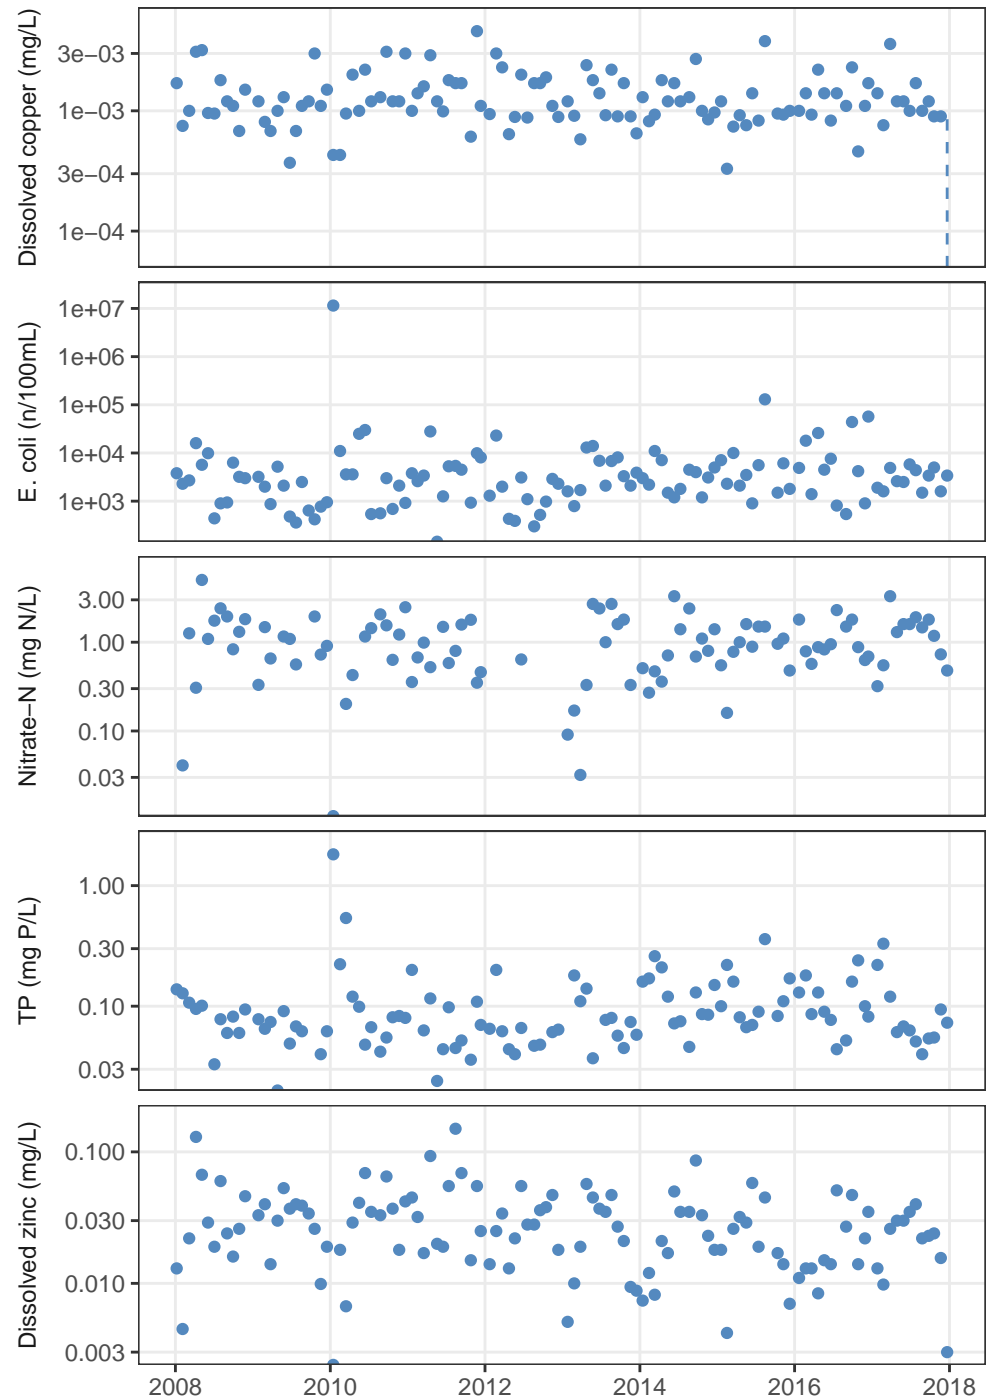 Dissolved copper (mg/L)
3e−03
1e−03
3e−04
1e−04
E. coli (n/100mL)
1e+07
1e+06
1e+05
1e+04
1e+03
Nitrate−N (mg N/L)
3.00
1.00
0.30
0.10
0.03
TP (mg P/L)
1.00
0.30
0.10
0.03
Dissolved zinc (mg/L)
0.100
0.030
0.010
0.003
2008 2010 2012 2014 2016 2018